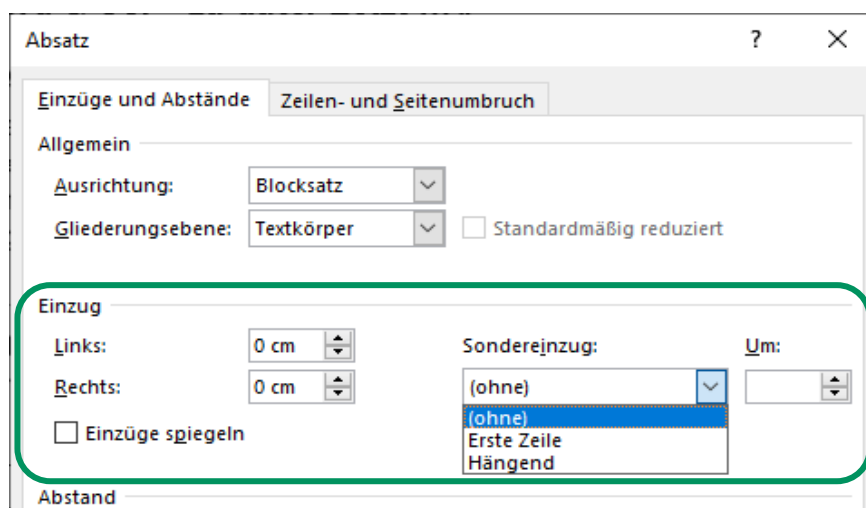 Absatz ?
Einzüge und Abstände Zeilen- und Seitenumbruch
Allgemein
Ausrichtung: Blocksatz
Gliederungsebene: Textkörper Standardmäßig reduziert
Einzug
Links: 0 cm Sondereinzug: Um:
Rechts: 0 cm (ohne)
Einzüge spiegeln (ohne)
Erste Zeile
Hängend
Abstand